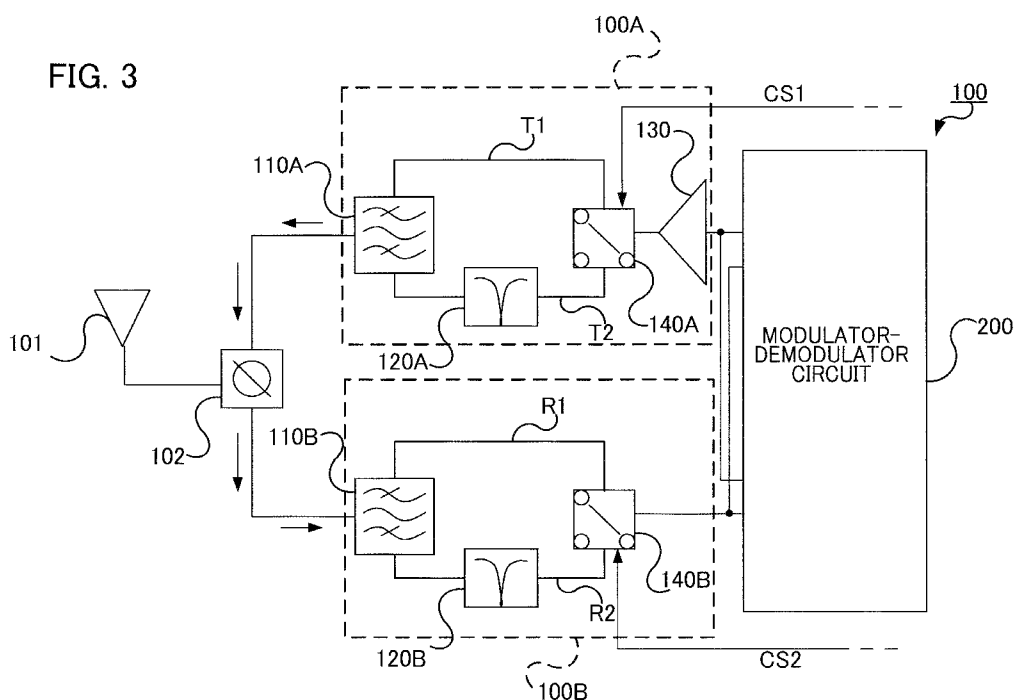 FIG. 3
100A
CS1
100
T1
130
110A
T2
140A
120A
101
MODULATOR-
DEMODULATOR
CIRCUIT
200
102
110B
R1
140B
R2
120B
CS2
100B